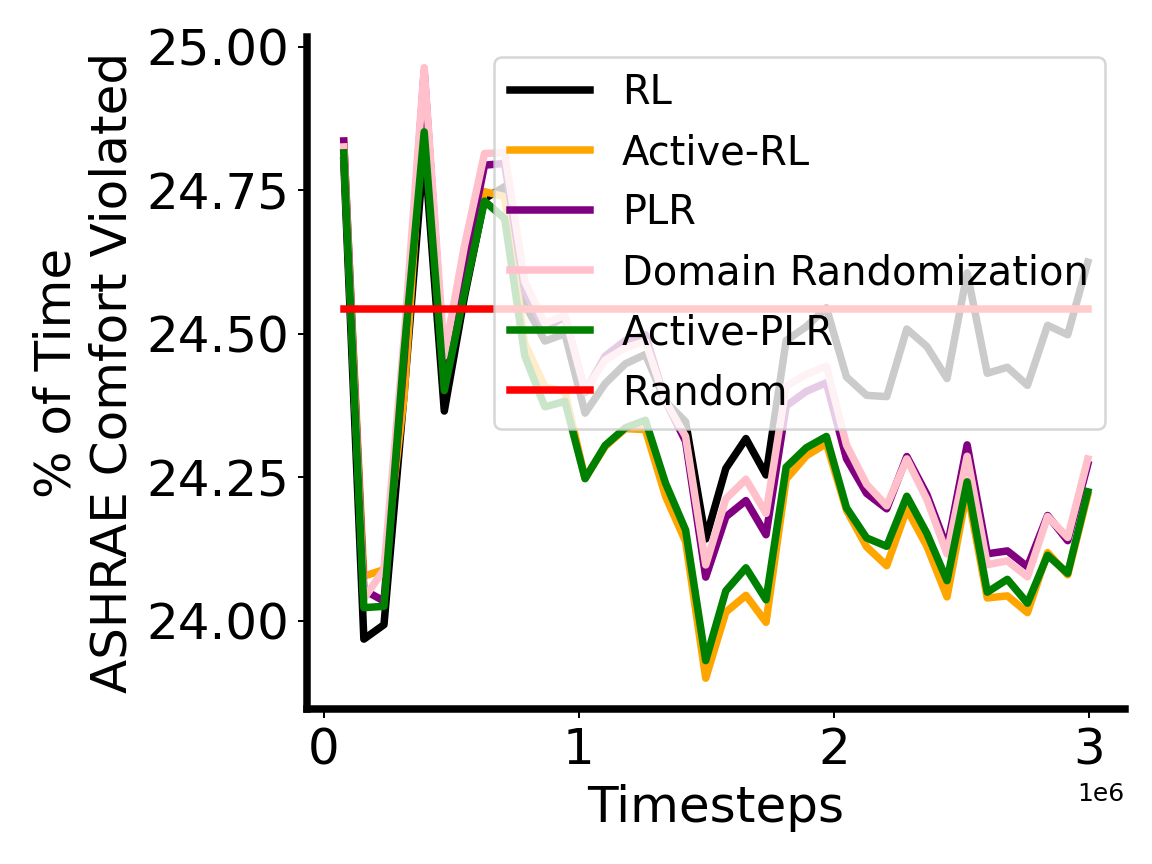 % of Time
ASHRAE Comfort Violated
25.00
24.75
24.50
24.25
24.00
RL
Active-RL
PLR
Domain Randomization
Active-PLR
Random
0
1
2
3
1e6
Timesteps